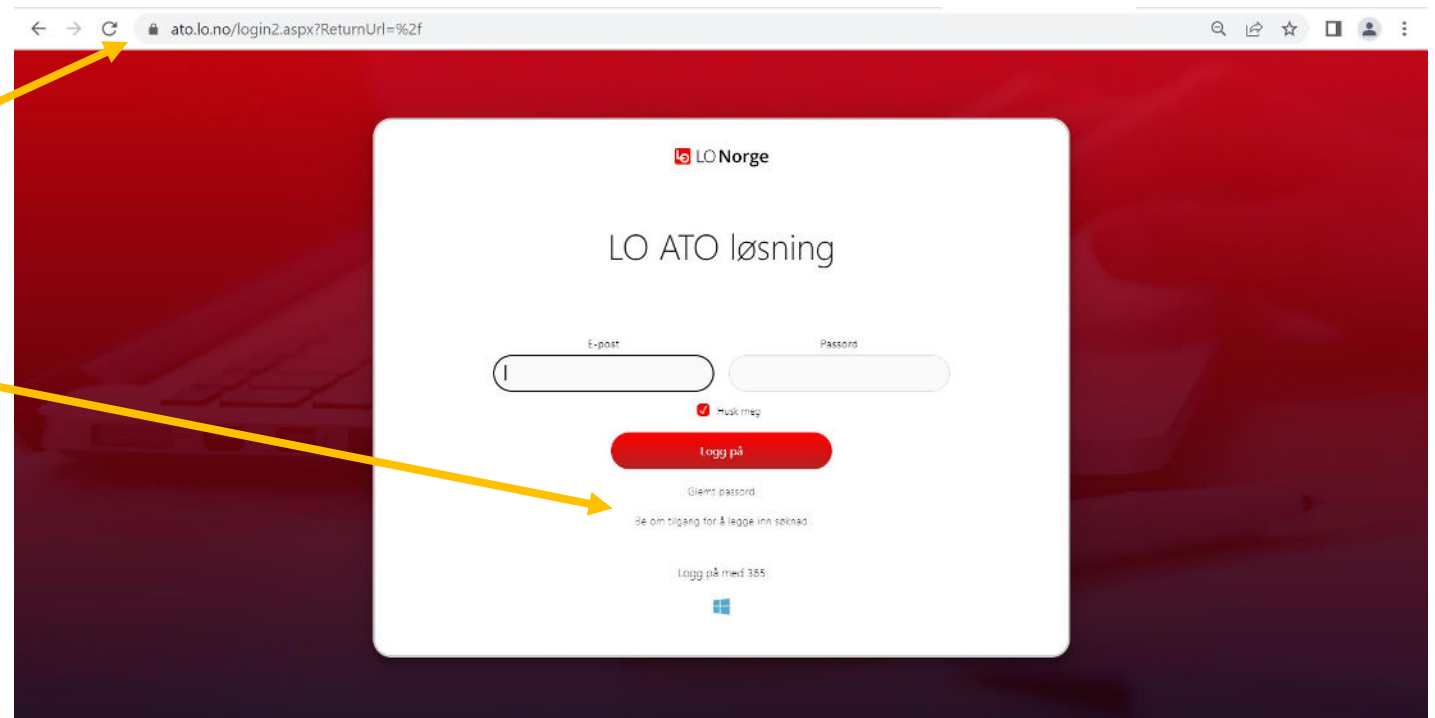 ato.lo.no/login2.aspx?ReturnUrl=%2f
LO Norge
LO ATO løsning
E-post Passord
Husk meg
Logg på
Glemt passord
Be om tilgang for å legge inn søknad
Logg på med 365